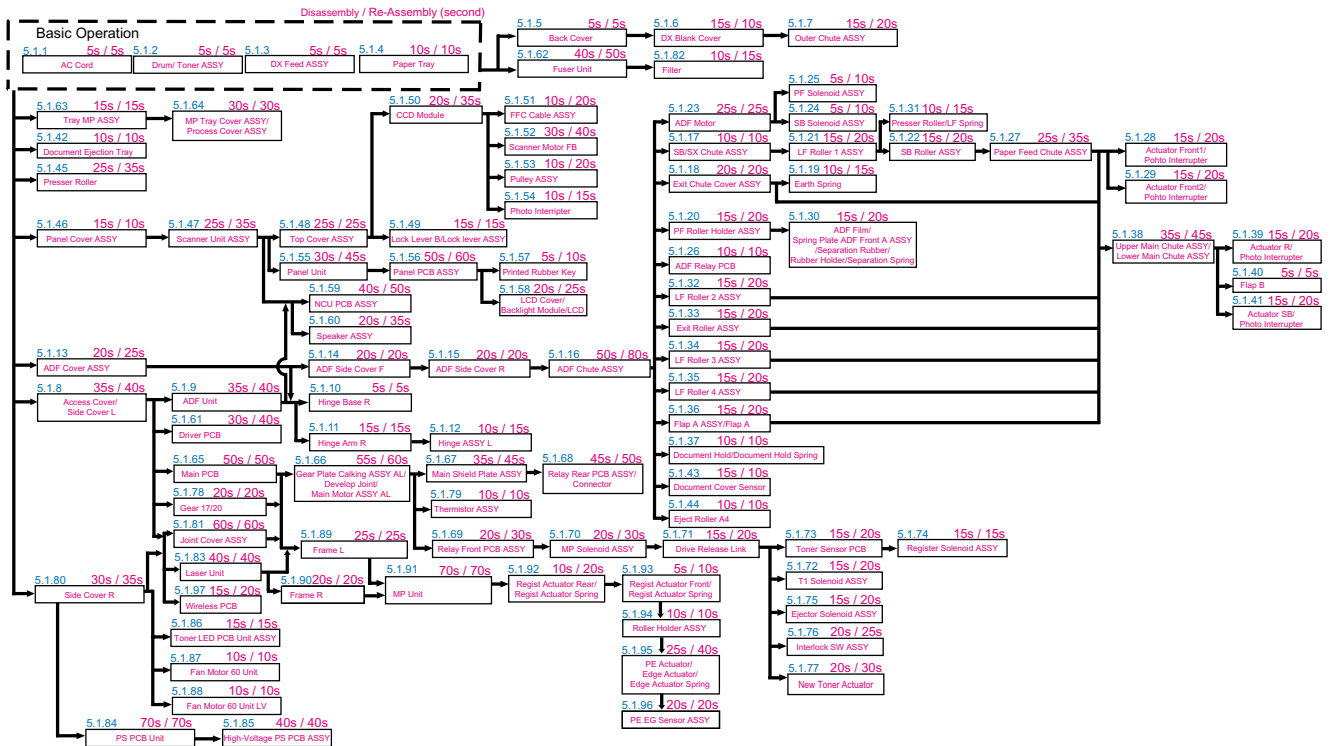 Disassembly / Re-Assembly (second)
Basic Operation
5.1.1 5s / 5s
AC Cord
5.1.2 5s / 5s
Drum/ Toner ASSY
5.1.3 5s / 5s
DX Feed ASSY
5.1.4 10s / 10s
Paper Tray
5.1.5 5s / 5s
Back Cover
5.1.6 15s / 10s
DX Blank Cover
5.1.7 15s / 20s
Outer Chute ASSY
5.1.62 40s / 50s
Fuser Unit
5.1.82 10s / 15s
Filter
5.1.63 15s / 15s
Tray MP ASSY
5.1.64 30s / 30s
MP Tray Cover ASSY/
Process Cover ASSY
5.1.42 10s / 10s
Document Ejection Tray
5.1.45 25s / 35s
Presser Roller
5.1.46 15s / 10s
Panel Cover ASSY
5.1.47 25s / 35s
Scanner Unit ASSY
5.1.48 25s / 25s
Top Cover ASSY
5.1.49 15s / 15s
Lock Lever B/Lock lever ASSY
5.1.50 20s / 35s
CCD Module
5.1.51 10s / 20s
FFC Cable ASSY
5.1.52 30s / 40s
Scanner Motor FB
5.1.53 10s / 20s
Pulley ASSY
5.1.54 10s / 15s
Photo Interripter
5.1.55 30s / 45s
Panel Unit
5.1.56 50s / 60s
Panel PCB ASSY
5.1.57 5s / 10s
Printed Rubber Key
5.1.58 20s / 25s
LCD Cover/
Backlight Module/LCD
5.1.59 40s / 50s
NCU PCB ASSY
5.1.60 20s / 35s
Speaker ASSY
5.1.13 20s / 25s
ADF Cover ASSY
5.1.14 20s / 20s
ADF Side Cover F
5.1.15 20s / 20s
ADF Side Cover R
5.1.16 50s / 80s
ADF Chute ASSY
5.1.8 35s / 40s
Access Cover/
Side Cover L
5.1.9 35s / 40s
ADF Unit
5.1.10 5s / 5s
Hinge Base R
5.1.11 15s / 15s
Hinge Arm R
5.1.12 10s / 15s
Hinge ASSY L
5.1.61 30s / 40s
Driver PCB
5.1.65 50s / 50s
Main PCB
5.1.66 55s / 60s
Gear Plate Calking ASSY AL/
Develop Joint/
Main Motor ASSY AL
5.1.67 35s / 45s
Main Shield Plate ASSY
5.1.68 45s / 50s
Relay Rear PCB ASSY/
Connector
5.1.78 20s / 20s
Gear 17/20
5.1.79 10s / 10s
Thermistor ASSY
5.1.81 60s / 60s
Joint Cover ASSY
5.1.69 20s / 30s
Relay Front PCB ASSY
5.1.70 20s / 30s
MP Solenoid ASSY
5.1.71 15s / 20s
Drive Release Link
5.1.73 15s / 20s
Toner Sensor PCB
5.1.74 15s / 15s
Register Solenoid ASSY
5.1.72 15s / 20s
T1 Solenoid ASSY
5.1.75 15s / 20s
Ejector Solenoid ASSY
5.1.76 20s / 25s
Interlock SW ASSY
5.1.77 20s / 30s
New Toner Actuator
5.1.80 30s / 35s
Side Cover R
5.1.83 40s / 40s
Laser Unit
5.1.89 25s / 25s
Frame L
5.1.90 20s / 20s
Frame R
5.1.91 70s / 70s
MP Unit
5.1.92 10s / 20s
Regist Actuator Rear/
Regist Actuator Spring
5.1.93 5s / 10s
Regist Actuator Front/
Regist Actuator Spring
5.1.94 10s / 10s
Roller Holder ASSY
5.1.95 25s / 40s
PE Actuator/
Edge Actuator/
Edge Actuator Spring
5.1.96 20s / 20s
PE EG Sensor ASSY
5.1.97 15s / 20s
Wireless PCB
5.1.86 15s / 15s
Toner LED PCB Unit ASSY
5.1.87 10s / 10s
Fan Motor 60 Unit
5.1.88 10s / 10s
Fan Motor 60 Unit LV
5.1.84 70s / 70s
PS PCB Unit
5.1.85 40s / 40s
High-Voltage PS PCB ASSY
5.1.23 25s / 25s
ADF Motor
5.1.25 5s / 10s
PF Solenoid ASSY
5.1.24 5s / 10s
SB Solenoid ASSY
5.1.31 10s / 15s
Presser Roller/LF Spring
5.1.17 10s / 10s
SB/SX Chute ASSY
5.1.21 15s / 20s
LF Roller 1 ASSY
5.1.22 15s / 20s
SB Roller ASSY
5.1.27 25s / 35s
Paper Feed Chute ASSY
5.1.28 15s / 20s
Actuator Front1/
Pohto Interrupter
5.1.29 15s / 20s
Actuator Front2/
Pohto Interrupter
5.1.18 20s / 20s
Exit Chute Cover ASSY
5.1.19 10s / 15s
Earth Spring
5.1.20 15s / 20s
PF Roller Holder ASSY
5.1.30 15s / 20s
ADF Film/
Spring Plate ADF Front A ASSY
/Separation Rubber/
Rubber Holder/Separation Spring
5.1.26 10s / 10s
ADF Relay PCB
5.1.32 15s / 20s
LF Roller 2 ASSY
5.1.33 15s / 20s
Exit Roller ASSY
5.1.34 15s / 20s
LF Roller 3 ASSY
5.1.35 15s / 20s
LF Roller 4 ASSY
5.1.36 15s / 20s
Flap A ASSY/Flap A
5.1.37 10s / 10s
Document Hold/Document Hold Spring
5.1.43 10s / 15s
Document Cover Sensor
5.1.44 10s / 10s
Eject Roller A4
5.1.38 35s / 45s
Upper Main Chute ASSY/
Lower Main Chute ASSY
5.1.39 15s / 20s
Actuator R/
Photo Interrupter
5.1.40 5s / 5s
Flap B
5.1.41 15s / 20s
Actuator SB/
Photo Interrupter